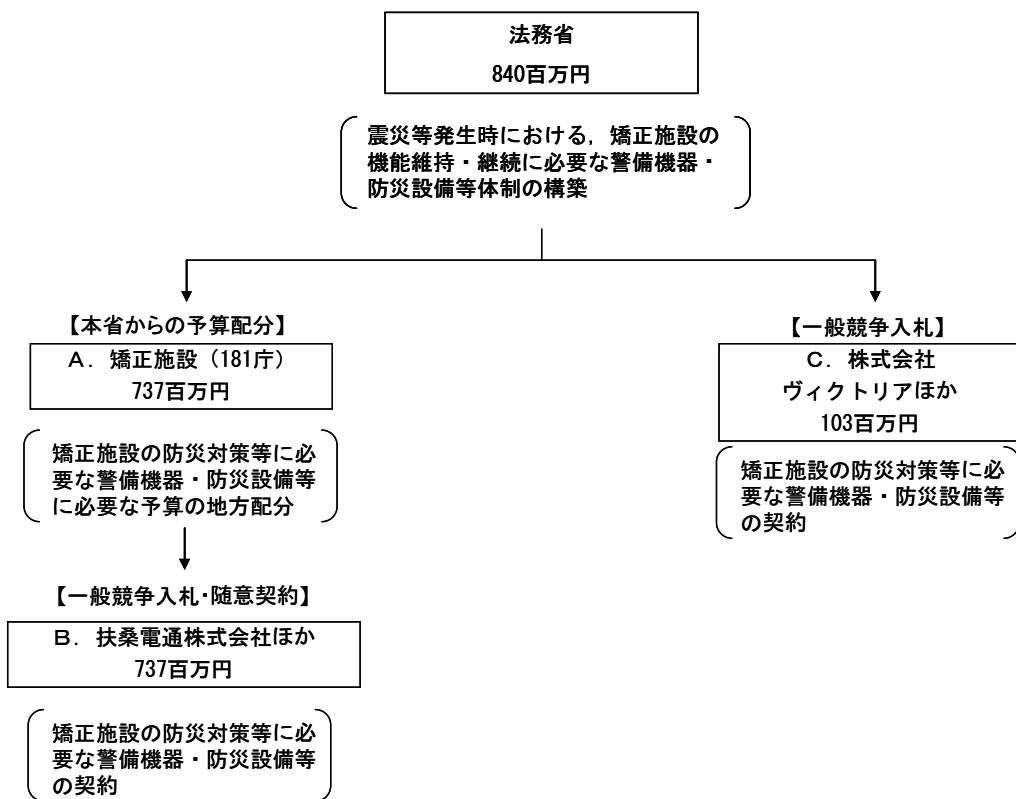 法務省
840百万円
震災等発生時における，矯正施設の
機能維持・継続に必要な警備機器・
防災設備等体制の構築
【本省からの予算配分】
A．矯正施設（181庁）
737百万円
矯正施設の防災対策等に必
要な警備機器・防災設備等
に必要な予算の地方配分
【一般競争入札・随意契約】
B．扶桑電通株式会社ほか
737百万円
矯正施設の防災対策等に必
要な警備機器・防災設備等
の契約
【一般競争入札】
C．株式会社
ヴィクトリアほか
103百万円
矯正施設の防災対策等に必
要な警備機器・防災設備等
の契約